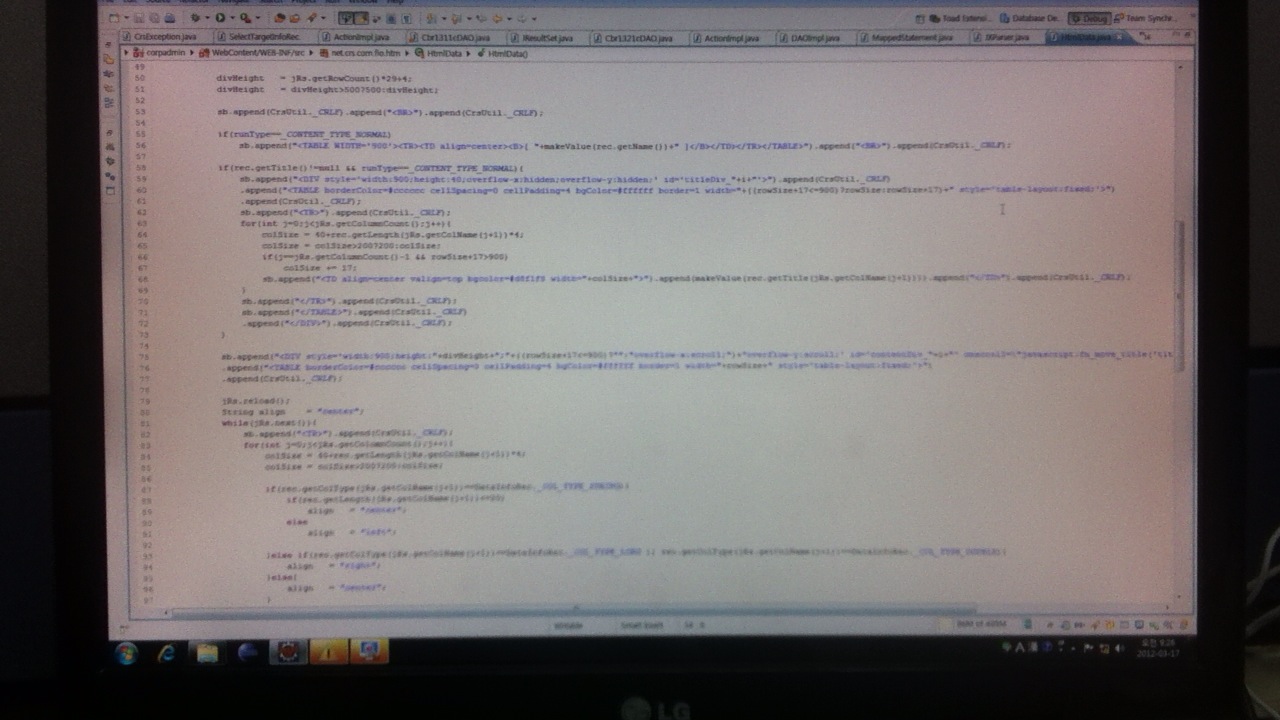 Food Extensi... Database De... Debug Team Synchr...
CrsException.java SelectTargetInfoRec. ActionImpl.java Cbr1311cDAO.java IResultSet.java Cbr1321cDAO.java ActionImpl.java DAOImpl.java MappedStatement.java IXParser.java HtmlData.java
corpadmin WebContent/WEB-INF/src net.crs.com.fio.htm HtmlData HtmlData()
49
50 divHeight = jRs.getRowCount()*29+4;
51 divHeight = divHeight>500?500:divHeight;
52
53 sb.append(CrsUtil._CRLF).append("<BR>").append(CrsUtil._CRLF);
54
55 if(runType==_CONTENT_TYPE_NORMAL)
56 sb.append("<TABLE WIDTH='900'><TR><TD align=center><B>[ "+makeValue(rec.getName())+" ]</B></TD></TR></TABLE>").append("<BR>").append(CrsUtil._CRLF);
57
58 if(rec.getTitle()!=null && runType==_CONTENT_TYPE_NORMAL){
59 sb.append("<DIV style='width:900;height:40;overflow-x:hidden;overflow-y:hidden;' id='titleDiv_"+i+"'>").append(CrsUtil._CRLF)
60 .append("<TABLE borderColor=#cccccc cellSpacing=0 cellPadding=4 bgColor=#ffffff border=1 width="+((rowSize+17<=900)?rowSize:rowSize+17)+" style='table-layout:fixed;'>")
61 .append(CrsUtil._CRLF);
62 sb.append("<TR>").append(CrsUtil._CRLF);
63 for(int j=0;j<jRs.getColumnCount();j++){
64 colSize = 40+rec.getLength(jRs.getColName(j+1))*4;
65 colSize = colSize>200?200:colSize;
66 if(j==jRs.getColumnCount()-1 && rowSize+17>900)
67 colSize += 17;
68 sb.append("<TD align=center valign=top bgcolor=#d8f1f8 width="+colSize+">").append(makeValue(rec.getTitle(jRs.getColName(j+1)))).append("</TD>").append(CrsUtil._CRLF);
69 }
70 sb.append("</TR>").append(CrsUtil._CRLF);
71 sb.append("</TABLE>").append(CrsUtil._CRLF)
72 .append("</DIV>").append(CrsUtil._CRLF);
73 }
74
75 sb.append("<DIV style='width:900;height:"+divHeight+";"+((rowSize+17<=900)?"":"overflow-x:scroll;")+"overflow-y:scroll;' id='contentDiv_"+i+"' onscroll=\"javascript:fn_move_title('tit
76 .append("<TABLE borderColor=#cccccc cellSpacing=0 cellPadding=4 bgColor=#ffffff border=1 width="+rowSize+" style='table-layout:fixed;'>")
77 .append(CrsUtil._CRLF);
78
79 jRs.reload();
80 String align = "center";
81 while(jRs.next()){
82 sb.append("<TR>").append(CrsUtil._CRLF);
83 for(int j=0;j<jRs.getColumnCount();j++){
84 colSize = 40+rec.getLength(jRs.getColName(j+1))*4;
85 colSize = colSize>200?200:colSize;
86
87 if(rec.getColType(jRs.getColName(j+1))==DataInfoRec._COL_TYPE_STRING)
88 if(rec.getLength(jRs.getColName(j+1))
89 align = "center";
90 else
91 align = "left";
92
93 }else if(rec.getColType(jRs.getColName(j+1))==DataInfoRec._COL_TYPE_LONG || rec.getColType(jRs.getColName(j+1))==DataInfoRec._COL_TYPE_DOUBLE)
94 align = "right";
95 }else{
96 align = "center";
97 }
Writable Smart Insert
오전 9:26
2012-03-17
LG